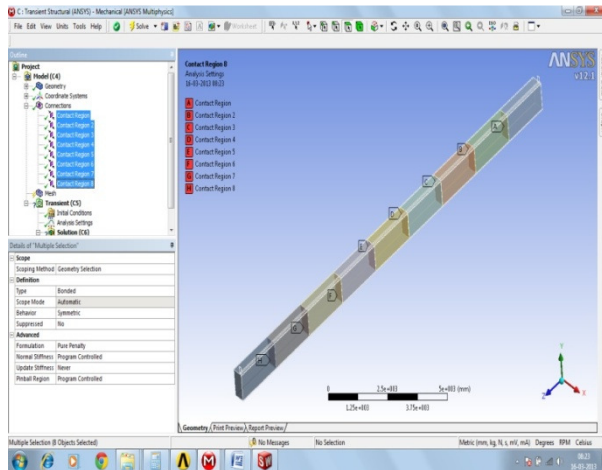 C : Transient Structural (ANSYS) - Mechanical [ANSYS Multiphysics]
File Edit View Units Tools Help Solve Worksheet
Outline
Project
Model (C4)
Geometry
Coordinate Systems
Connections
Contact Region
Contact Region 2
Contact Region 3
Contact Region 4
Contact Region 5
Contact Region 6
Contact Region 7
Contact Region 8
Mesh
Transient (C5)
Initial Conditions
Analysis Settings
Solution (C6)
Details of "Multiple Selection"
Scope
Scoping Method Geometry Selection
Definition
Type Bonded
Scope Mode Automatic
Behavior Symmetric
Suppressed No
Advanced
Formulation Pure Penalty
Normal Stiffness Program Controlled
Update Stiffness Never
Pinball Region Program Controlled
Contact Region 8
Analysis Settings
16-03-2013 08:23
A Contact Region
B Contact Region 2
C Contact Region 3
D Contact Region 4
E Contact Region 5
F Contact Region 6
G Contact Region 7
H Contact Region 8
ANSYS
v12.1
A
B
C
D
E
F
G
H
0 2.5e+003 5e+003 (mm)
1.25e+003 3.75e+003
Y
X
Z
Geometry Print Preview Report Preview
Multiple Selection (8 Objects Selected) No Messages No Selection Metric (mm, kg, N, s, mV, mA) Degrees RPM Celsius
08:23
16-03-2013